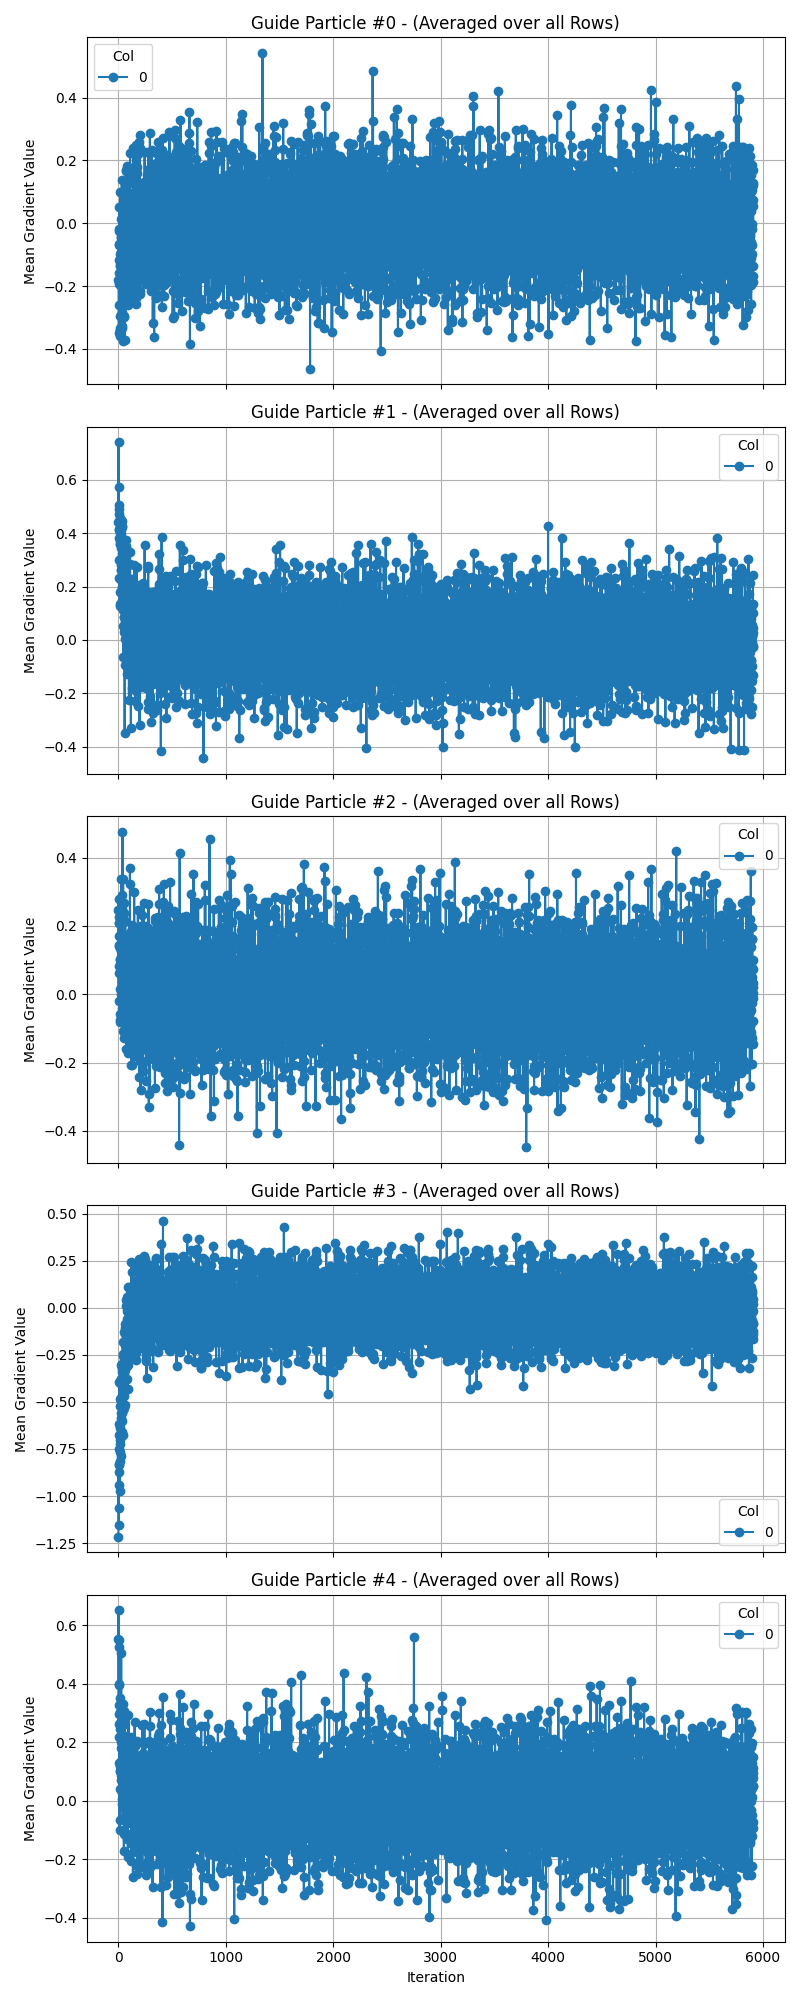 Guide Particle #0 - (Averaged over all Rows)
Col
0
0.4
0.2
0.0
−0.2
−0.4
Mean Gradient Value
Guide Particle #1 - (Averaged over all Rows)
Col
0
0.6
0.4
0.2
0.0
−0.2
−0.4
Mean Gradient Value
Guide Particle #2 - (Averaged over all Rows)
Col
0
0.4
0.2
0.0
−0.2
−0.4
Mean Gradient Value
Guide Particle #3 - (Averaged over all Rows)
0.50
0.25
0.00
−0.25
−0.50
−0.75
−1.00
−1.25
Mean Gradient Value
Col
0
Guide Particle #4 - (Averaged over all Rows)
Col
0
0.6
0.4
0.2
0.0
−0.2
−0.4
Mean Gradient Value
0 1000 2000 3000 4000 5000 6000
Iteration